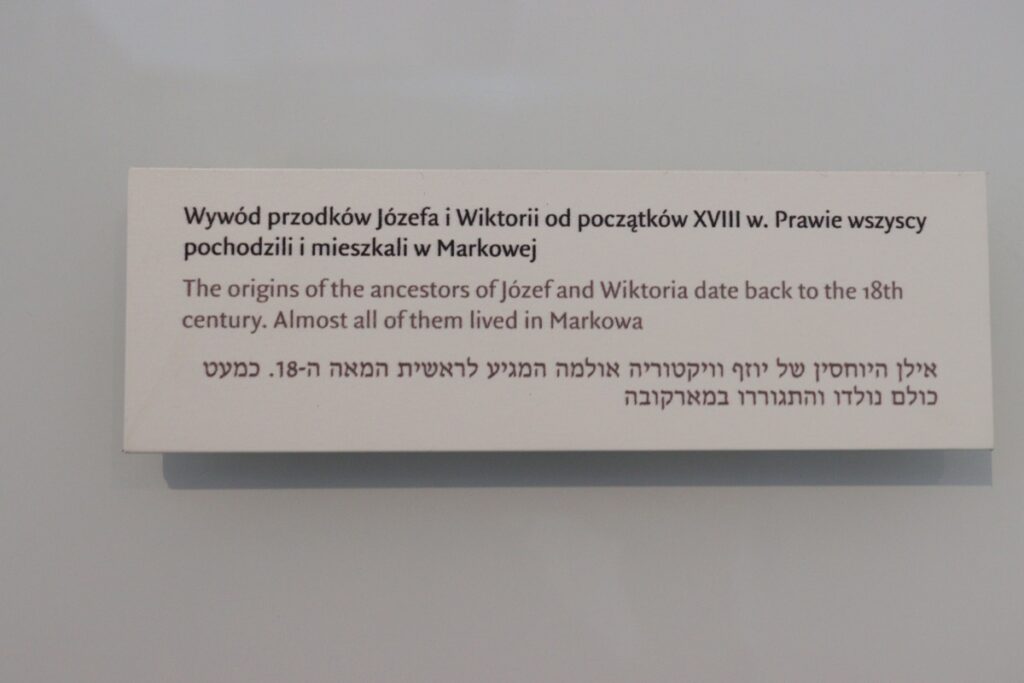 Wywód przodków Józefa i Wiktorii od początków XVIII w. Prawie wszyscy
pochodzili i mieszkali w Markowej
The origins of the ancestors of Józef and Wiktoria date back to the 18th
century. Almost all of them lived in Markowa
אילן היוחסין של יוזף וויקטוריה אולמה המגיע לראשית המאה ה-18. כמעט
כולם נולדו והתגוררו במארקובה